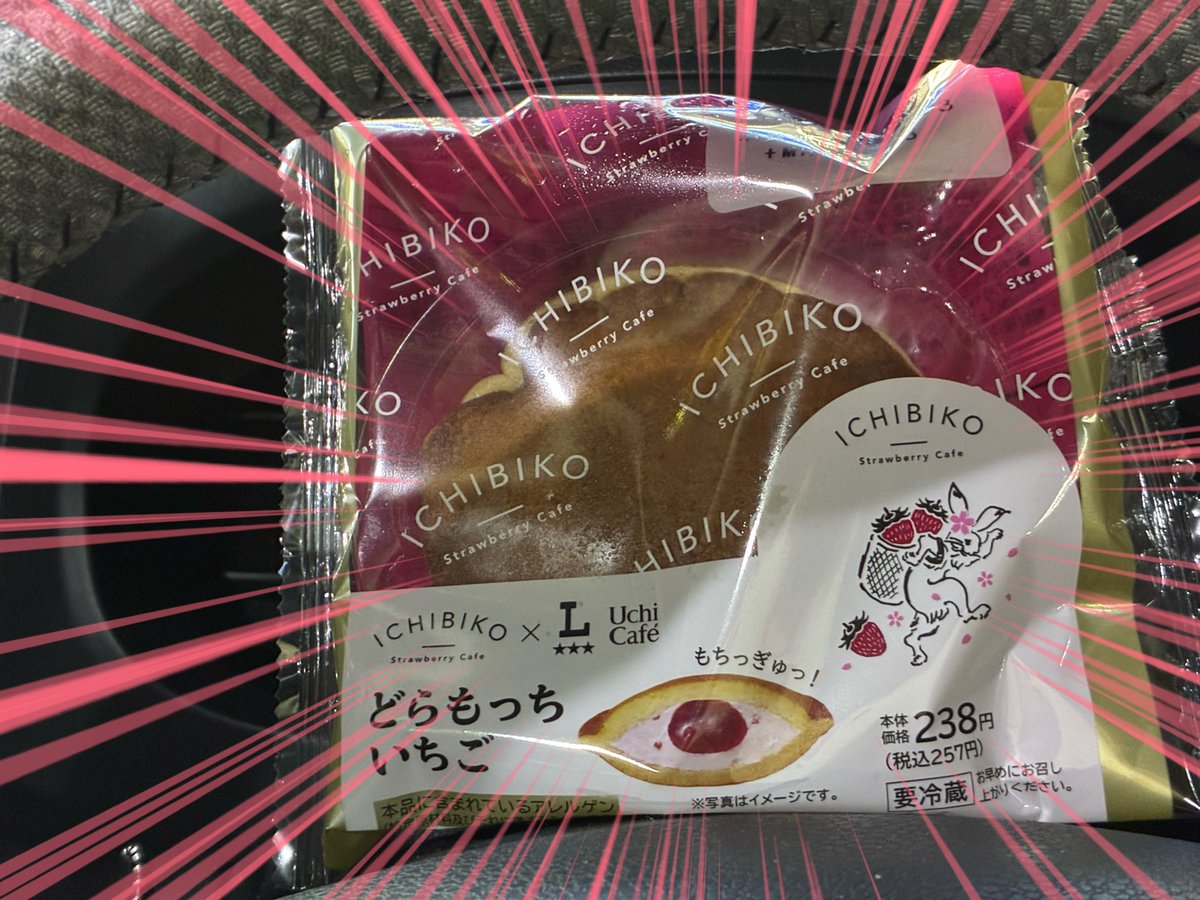 ICHIBIKO
Strawberry Cafe
HIBIKO
Strawberry Cafe
ICHIBIKO
Strawberry Cafe
ICHIBIKO
Strawberry Cafe
ICHIBIKO
Strawberry Cafe
ICHIBIKO
Strawberry Cafe
ICHIBIKO
Strawberry Cafe
×
L
Uchi
Café
どらもっち
いちご
もちっぎゅっ!
本体
価格 238円
(税込257円)
要冷蔵 お早めにお召し
上がりください。
※写真はイメージです。
本品に含まれているアレルゲン